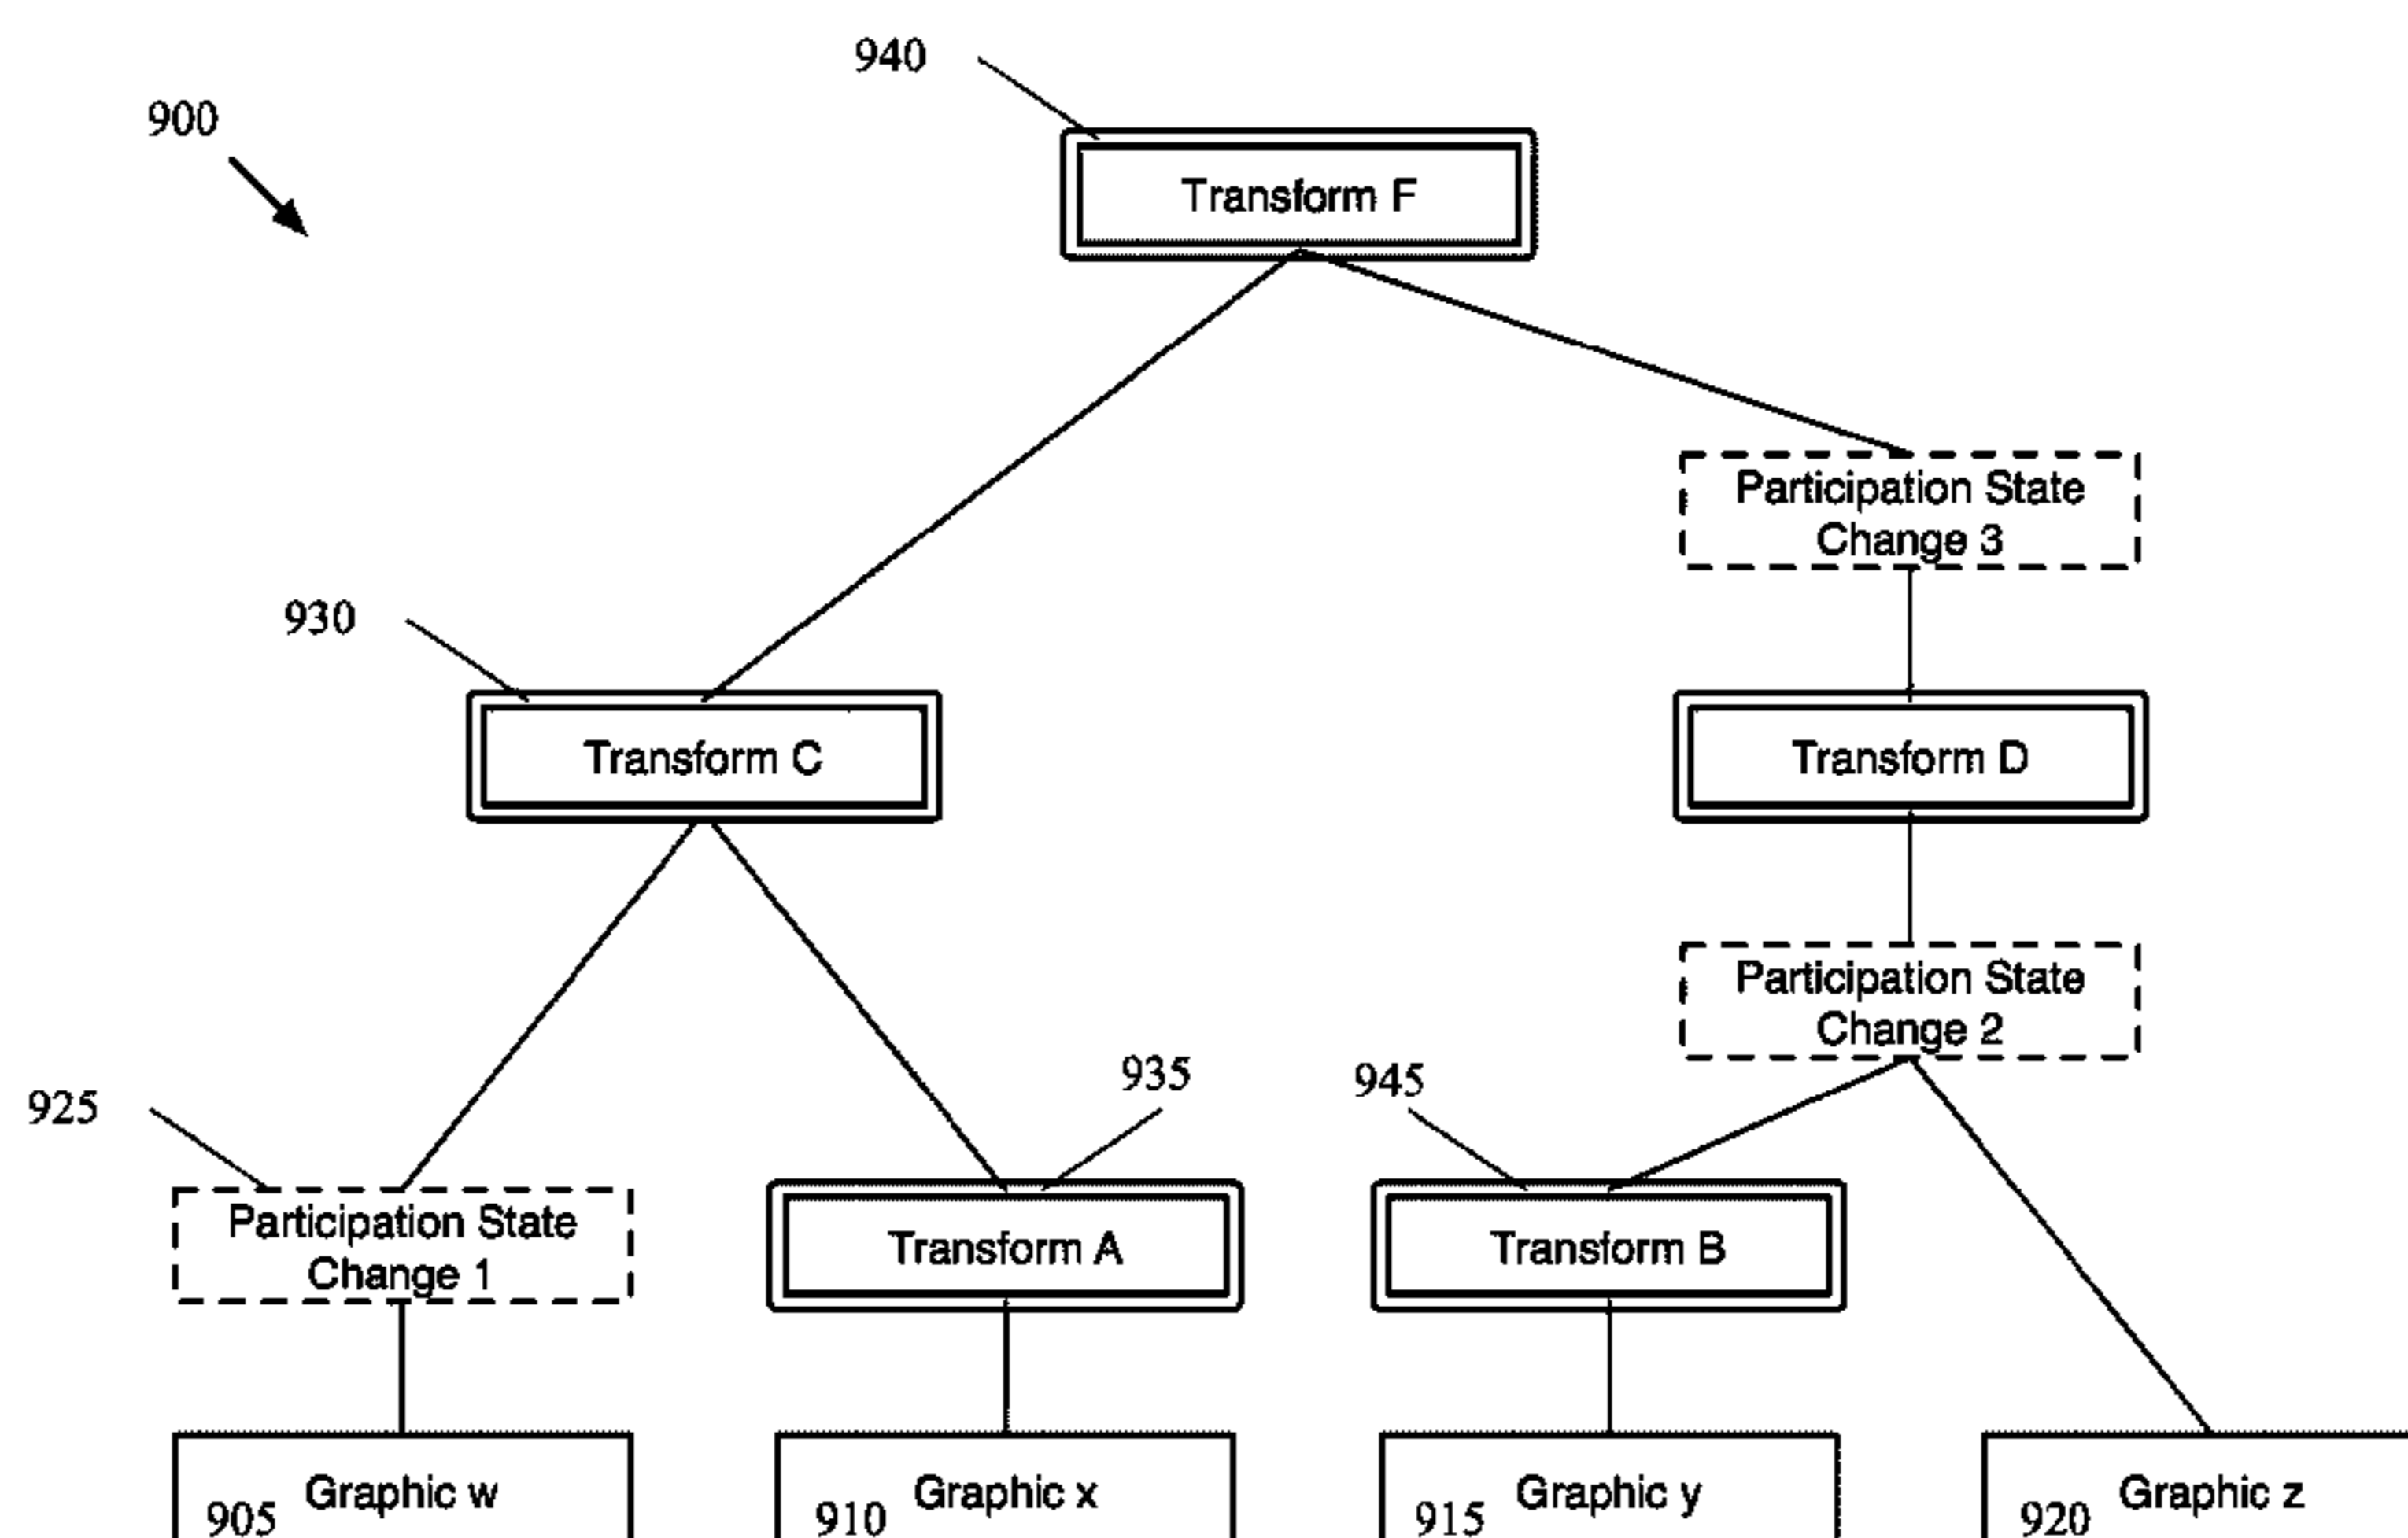 940
900
Transform F
Participation State
Change 3
930
Transform C
Transform D
Participation State
Change 2
935
945
925
Participation State
Change 1
Transform A
Transform B
Graphic w
905
Graphic x
910
Graphic y
915
Graphic z
920